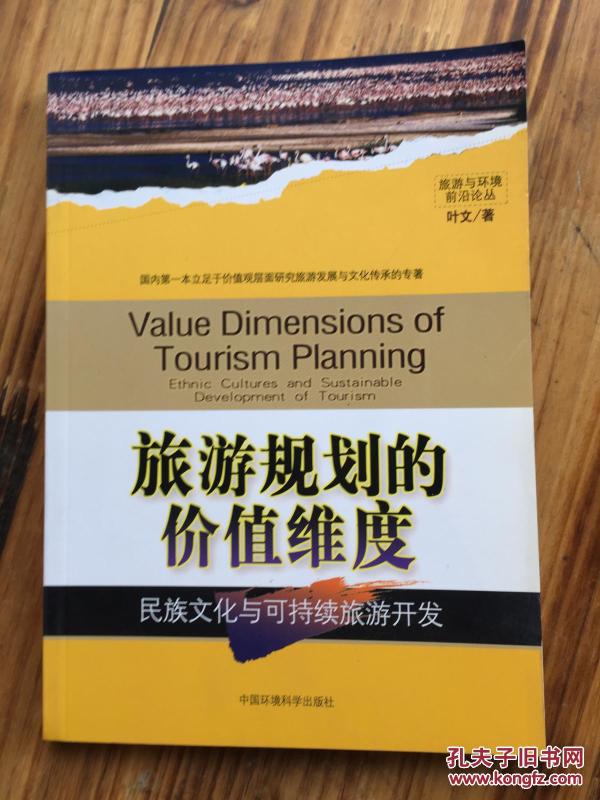 旅游与环境
前沿论丛
叶文/著
国内第一本立足于价值观层面研究旅游发展与文化传承的专著
Value Dimensions of
Tourism Planning
Ethnic Cultures and Sustainable
Development of Tourism
旅游规划的
价值维度
民族文化与可持续旅游开发
中国环境科学出版社
孔夫子旧书网
www.kongfz.com